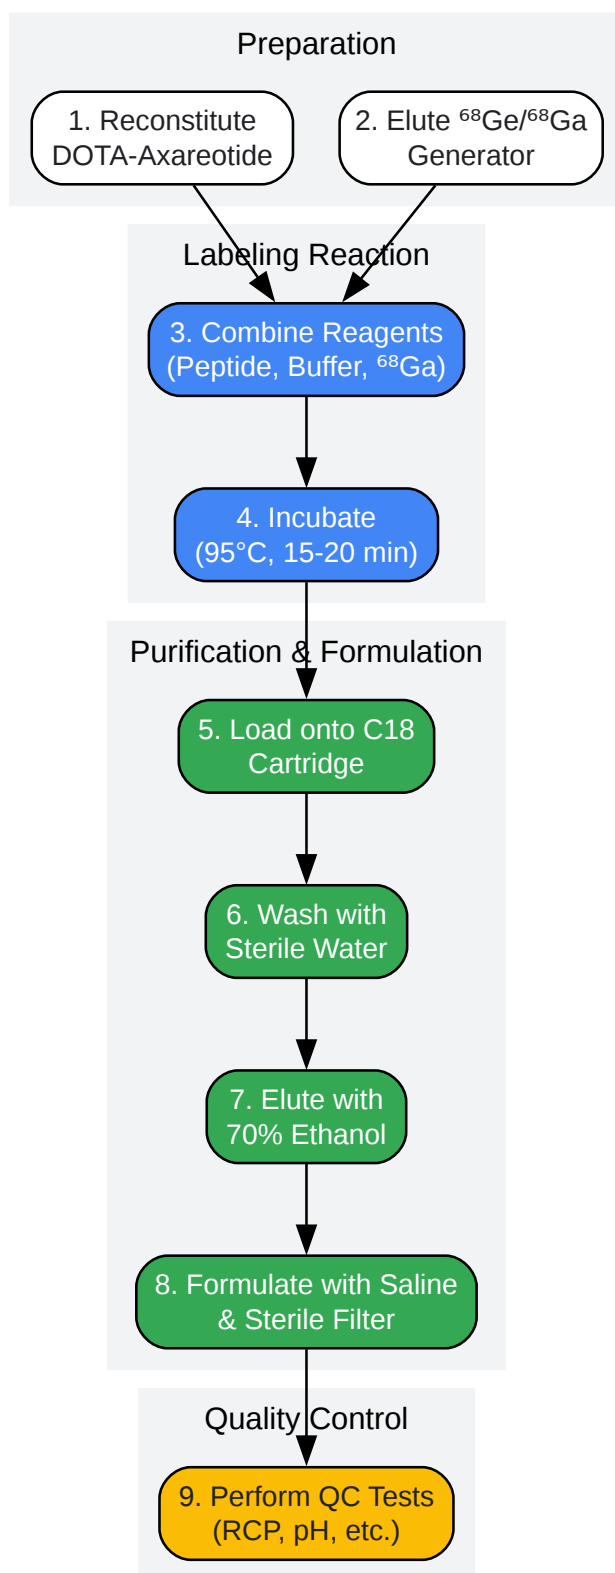 Preparation
1. Reconstitute
DOTA-Axareotide
2. Elute ⁶⁸Ge/⁶⁸Ga
Generator
Labeling Reaction
3. Combine Reagents
(Peptide, Buffer, ⁶⁸Ga)
4. Incubate
(95°C, 15-20 min)
Purification & Formulation
5. Load onto C18
Cartridge
6. Wash with
Sterile Water
7. Elute with
70% Ethanol
8. Formulate with Saline
& Sterile Filter
Quality Control
9. Perform QC Tests
(RCP, pH, etc.)